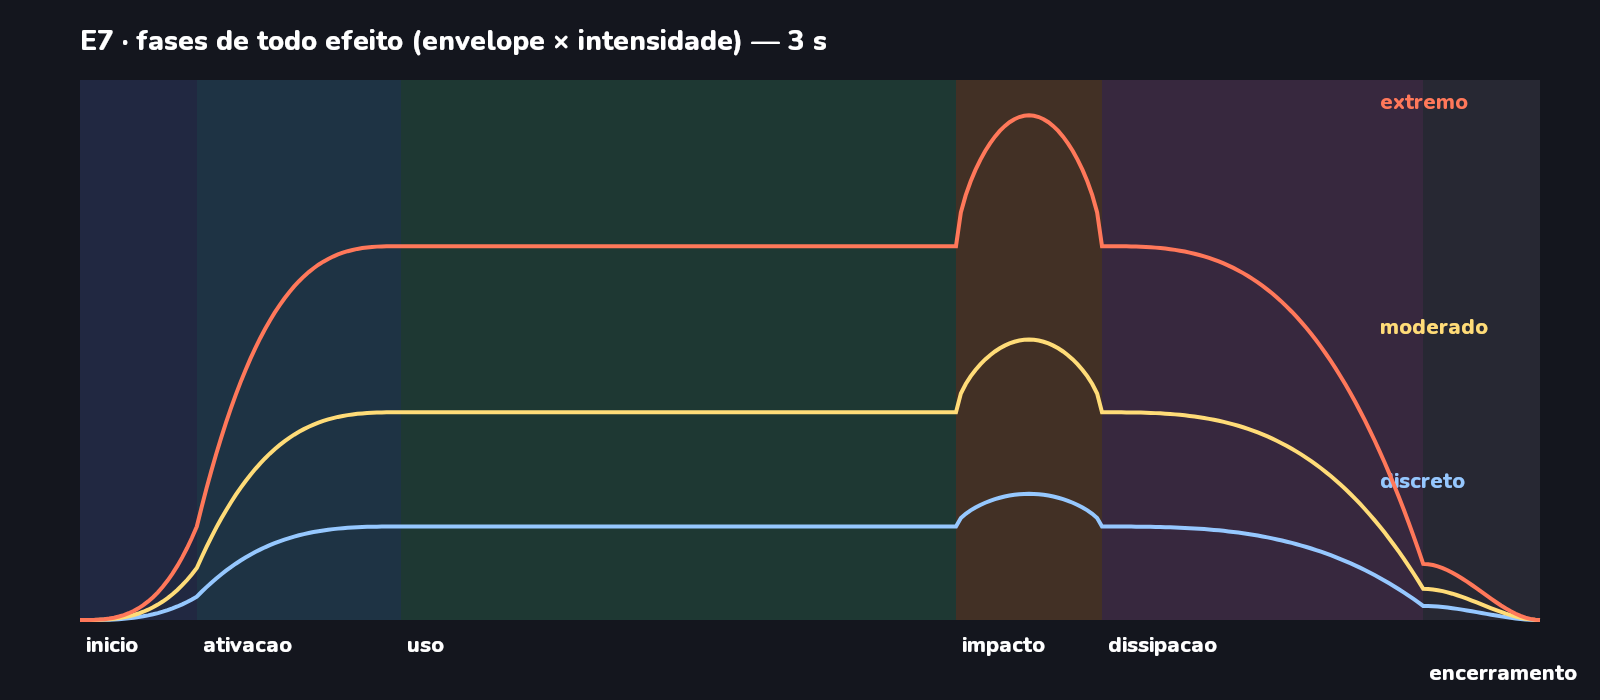 E7 · fases de todo efeito (envelope × intensidade) — 3 s
extremo
moderado
discreto
inicio
ativacao
uso
impacto
dissipacao
encerramento